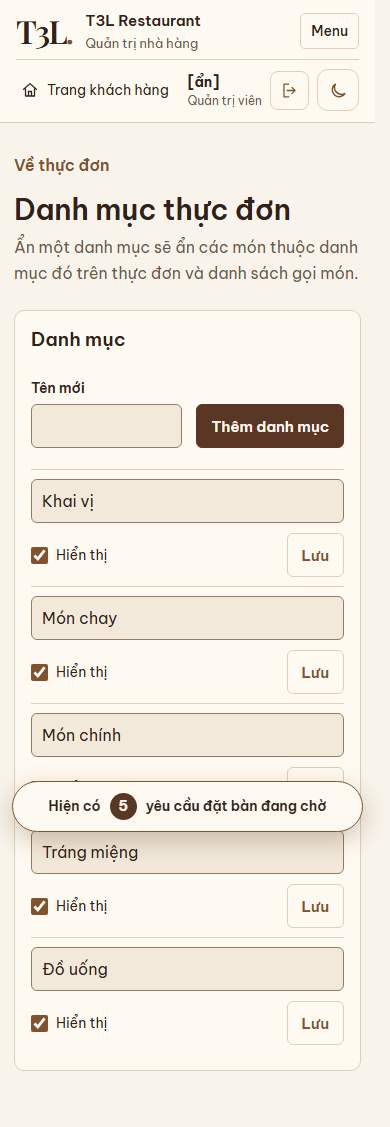 T3L.
T3L Restaurant
Quản trị nhà hàng
Menu
Trang khách hàng
[ẩn]
Quản trị viên
Về thực đơn
Danh mục thực đơn
Ẩn một danh mục sẽ ẩn các món thuộc danh
mục đó trên thực đơn và danh sách gọi món.
Danh mục
Tên mới
Thêm danh mục
Khai vị
Hiển thị
Lưu
Món chay
Hiển thị
Lưu
Món chính
Hiện có 5 yêu cầu đặt bàn đang chờ
Tráng miệng
Hiển thị
Lưu
Đồ uống
Hiển thị
Lưu